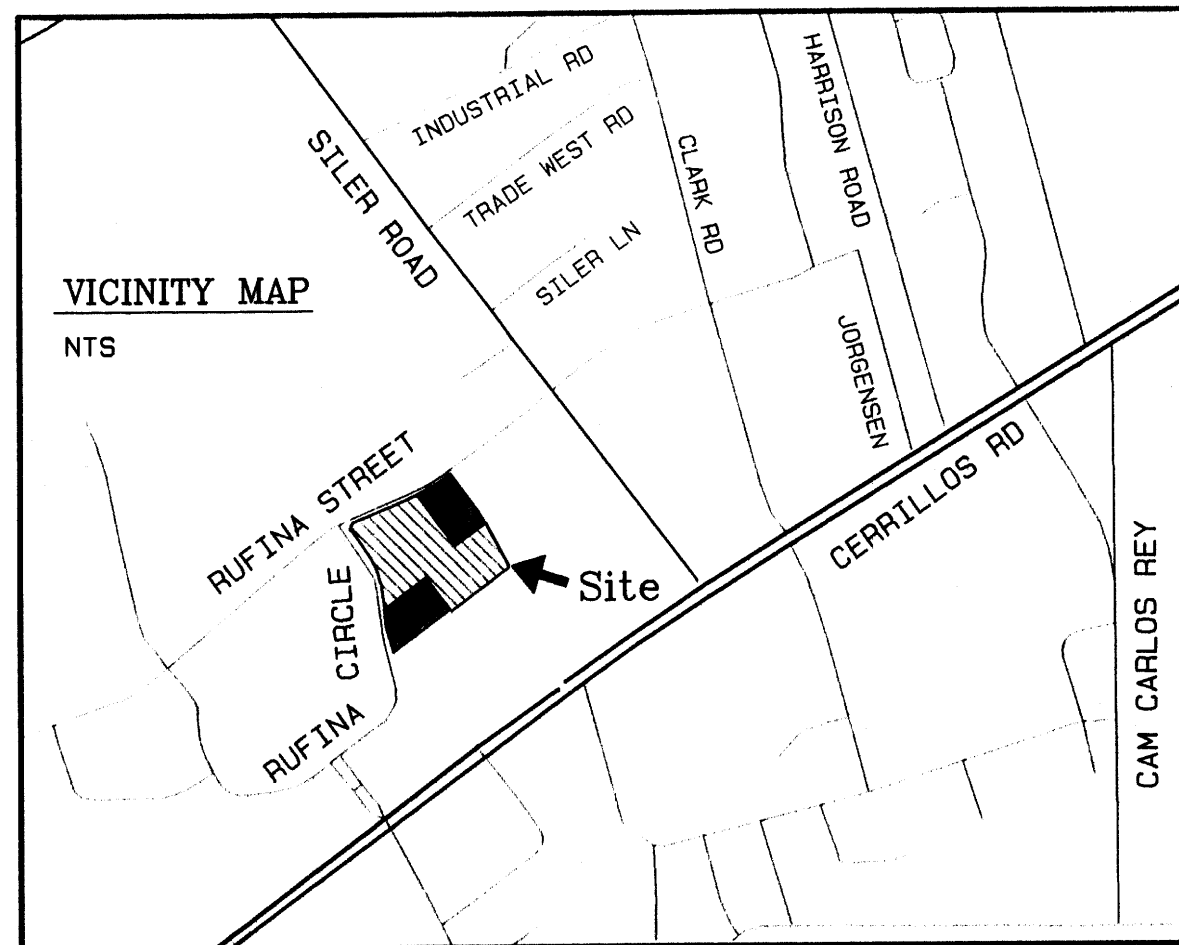 INDUSTRIAL RD
HARRISON ROAD
SILER ROAD
TRADE WEST RD
CLARK RD
SILER LN
VICINITY MAP
NTS
JORGENSEN
RUFINA STREET
CERRILLOS RD
CAM CARLOS REY
Site
RUFINA CIRCLE